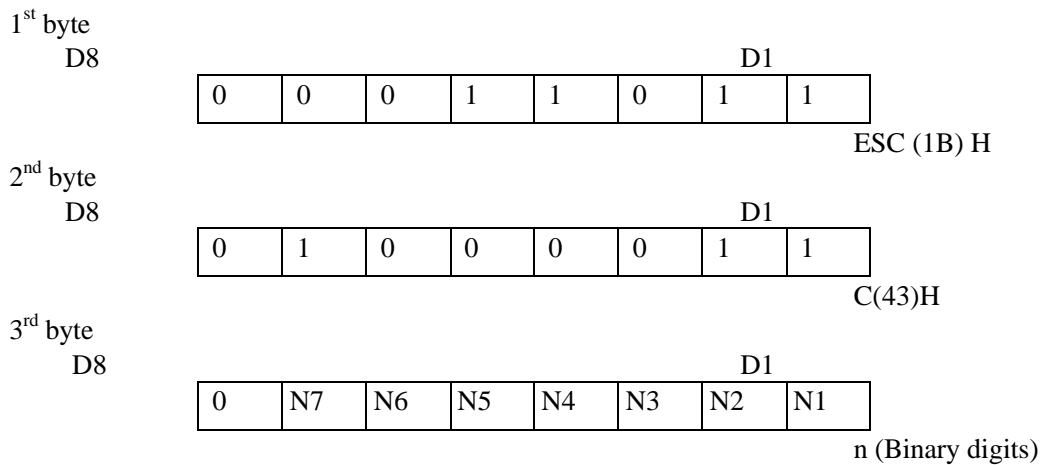 1st byte
D8 D1
0 0 0 1 1 0 1 1
ESC (1B) H
2nd byte
D8 D1
0 1 0 0 0 0 1 1
C(43)H
3rd byte
D8 D1
0 N7 N6 N5 N4 N3 N2 N1
n (Binary digits)